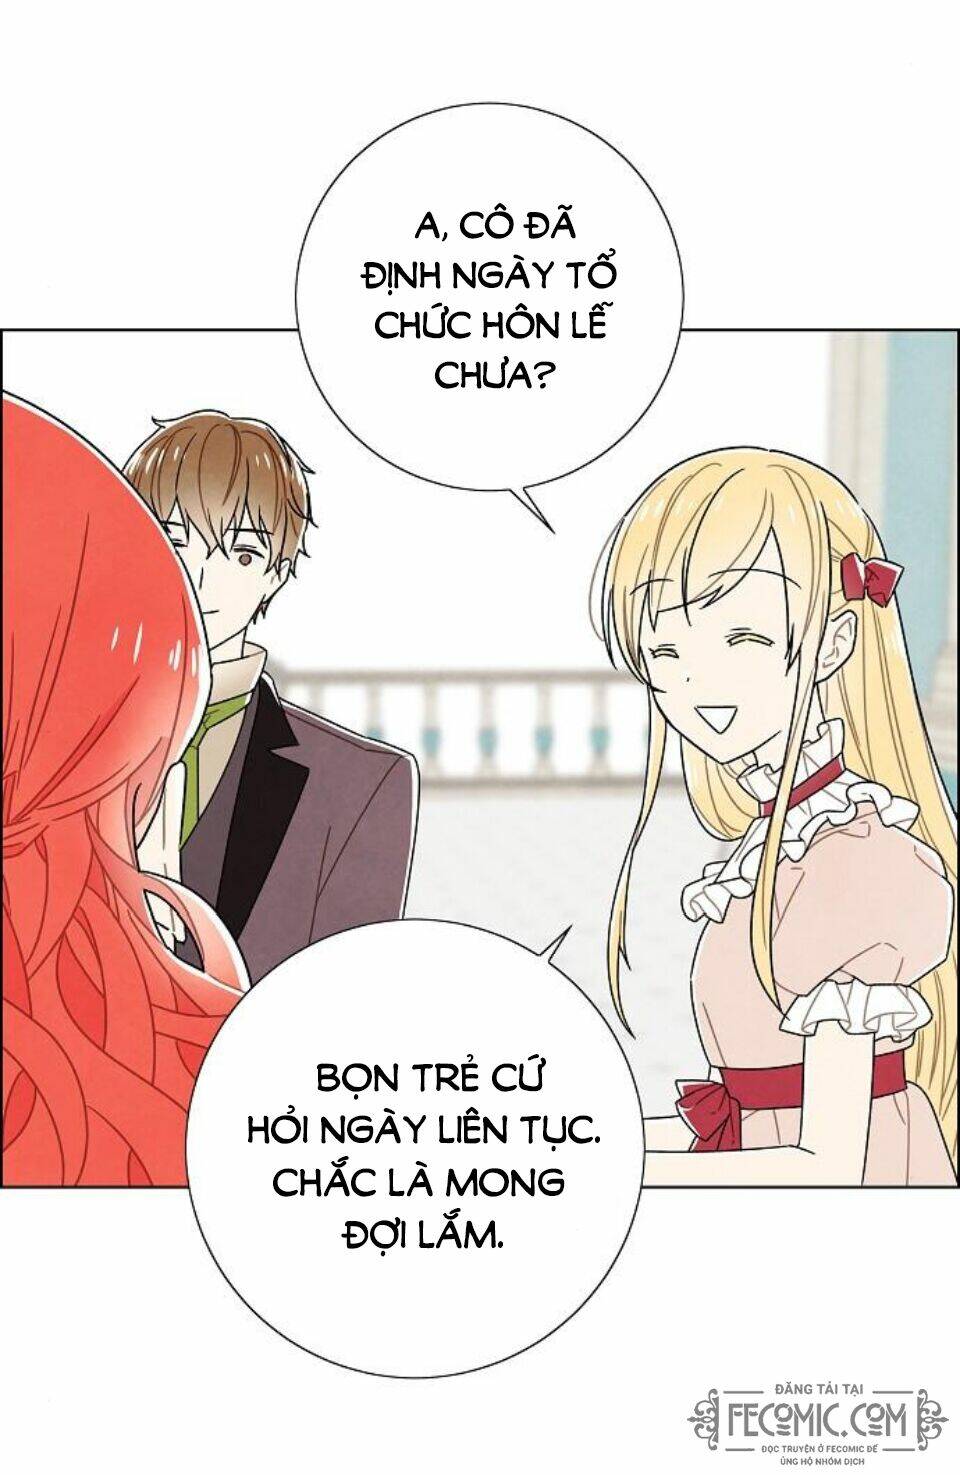 A, CÔ ĐÃ
ĐỊNH NGÀY TỔ
CHỨC HÔN LỄ
CHƯA?
BỌN TRẺ CỨ
HỎI NGÀY LIÊN TỤC.
CHẮC LÀ MONG
ĐỢI LẮM.
ĐĂNG TẢI TẠI
FECOMIC.COM
ĐỌC TRUYỆN Ở FECOMIC ĐỂ
ỦNG HỘ NHÓM DỊCH